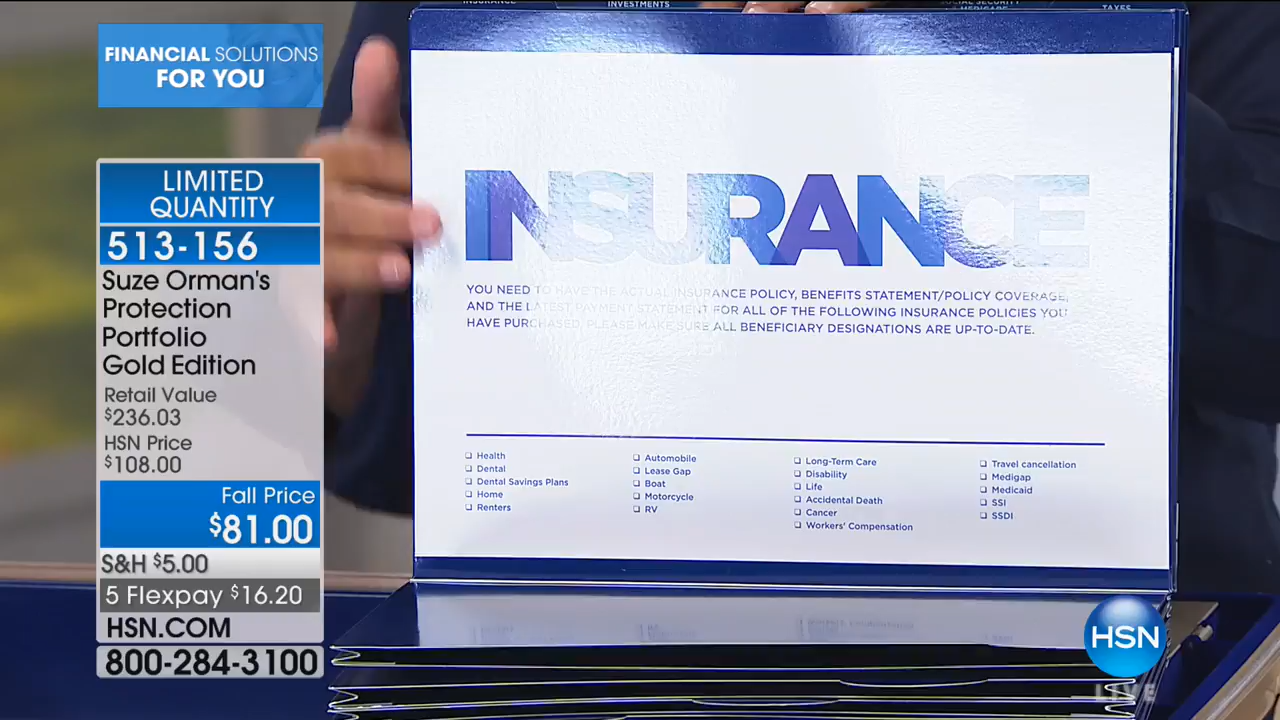 INVESTMENTS
TAXES
FINANCIAL SOLUTIONS
FOR YOU
LIMITED
QUANTITY
513-156
Suze Orman's
Protection
Portfolio
Gold Edition
Retail Value
$236.03
HSN Price
$108.00
Fall Price
$81.00
S&H $5.00
5 Flexpay $16.20
HSN.COM
800-284-3100
INSURANCE
YOU NEED TO HAVE THE ACTUAL INSURANCE POLICY, BENEFITS STATEMENT/POLICY COVERAGE,
AND THE LATEST PAYMENT STATEMENT FOR ALL OF THE FOLLOWING INSURANCE POLICIES YOU
HAVE PURCHASED. PLEASE MAKE SURE ALL BENEFICIARY DESIGNATIONS ARE UP-TO-DATE.
Health
Dental
Dental Savings Plans
Home
Renters
Automobile
Lease Gap
Boat
Motorcycle
RV
Long-Term Care
Disability
Life
Accidental Death
Cancer
Workers' Compensation
Travel cancellation
Medigap
Medicaid
SSI
SSDI
HSN
LIVE